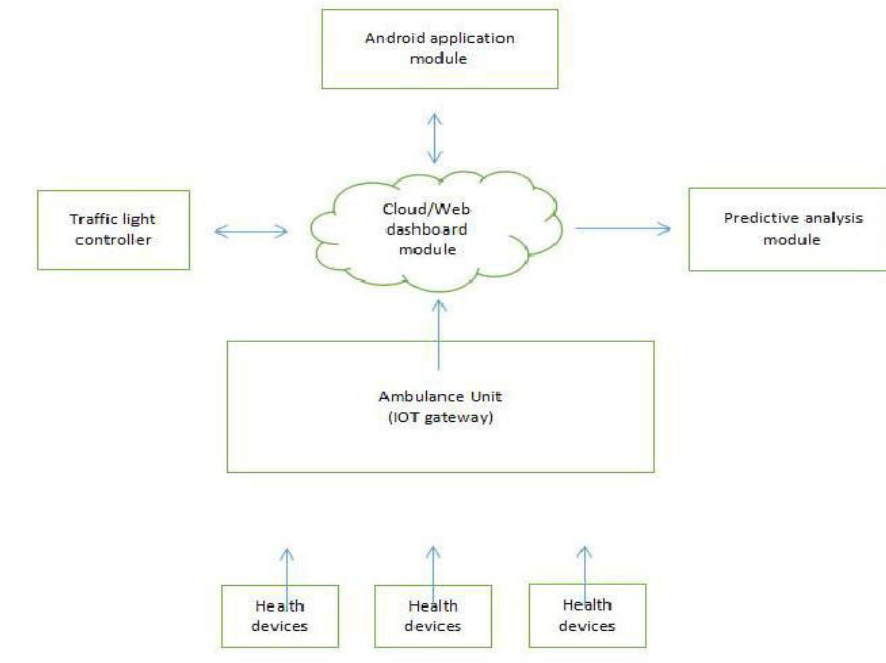 Android application
module
Traffic light
controller
Cloud/Web
dashboard
module
Predictive analysis
module
Ambulance Unit
(IOT gateway)
Health
devices
Health
devices
Health
devices